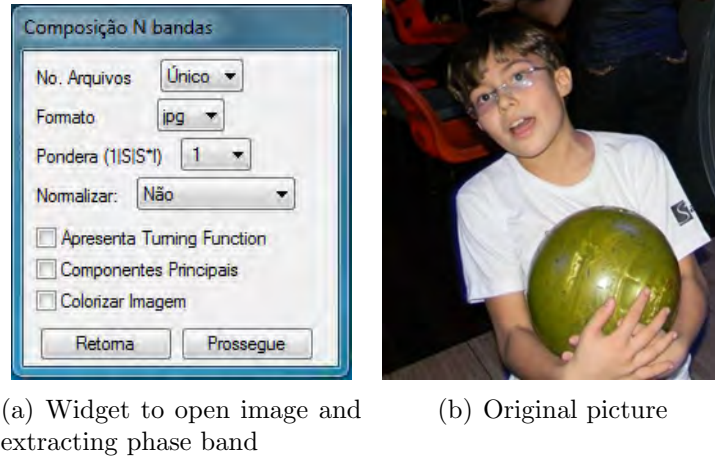 Composição N bandas
No. Arquivos Único
Formato jpg
Pondera (1|S|S*I) 1
Normalizar: Não
Apresenta Turning Function
Componentes Principais
Colorizar Imagem
Retorna Prossegue
(a) Widget to open image and
extracting phase band
(b) Original picture